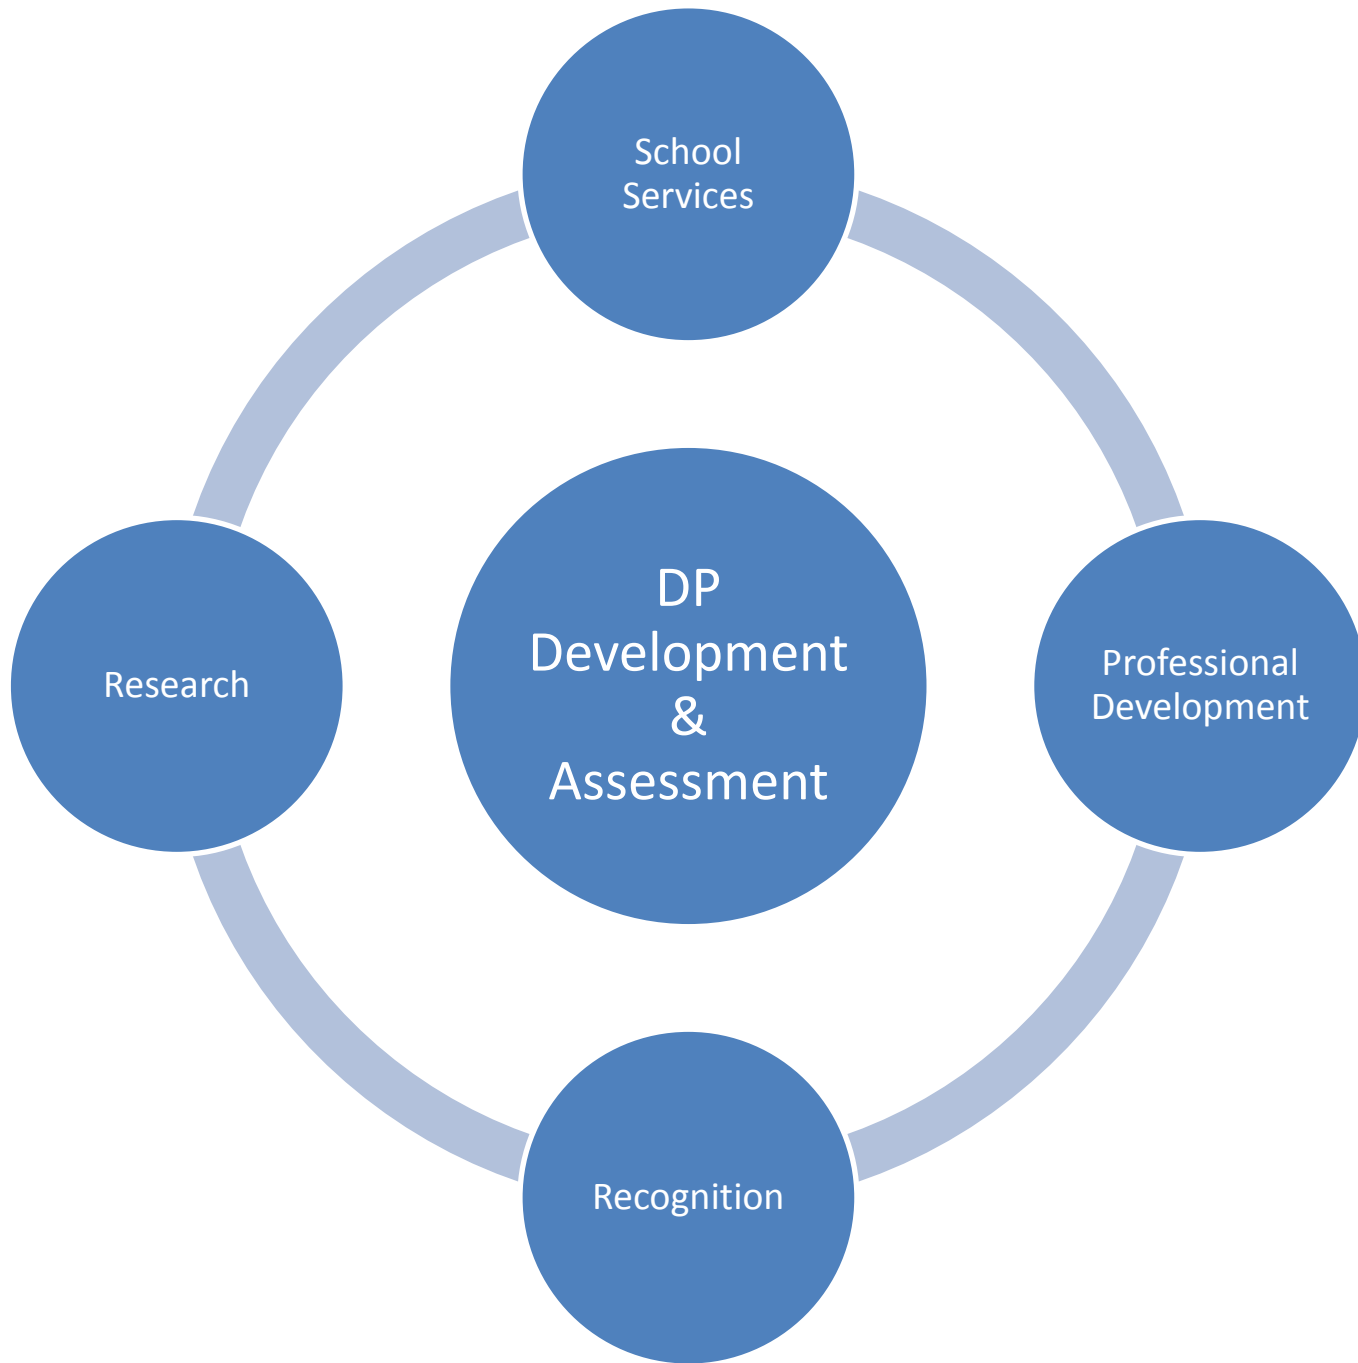 School
Services
DP
Development
&
Assessment
Research
Professional
Development
Recognition